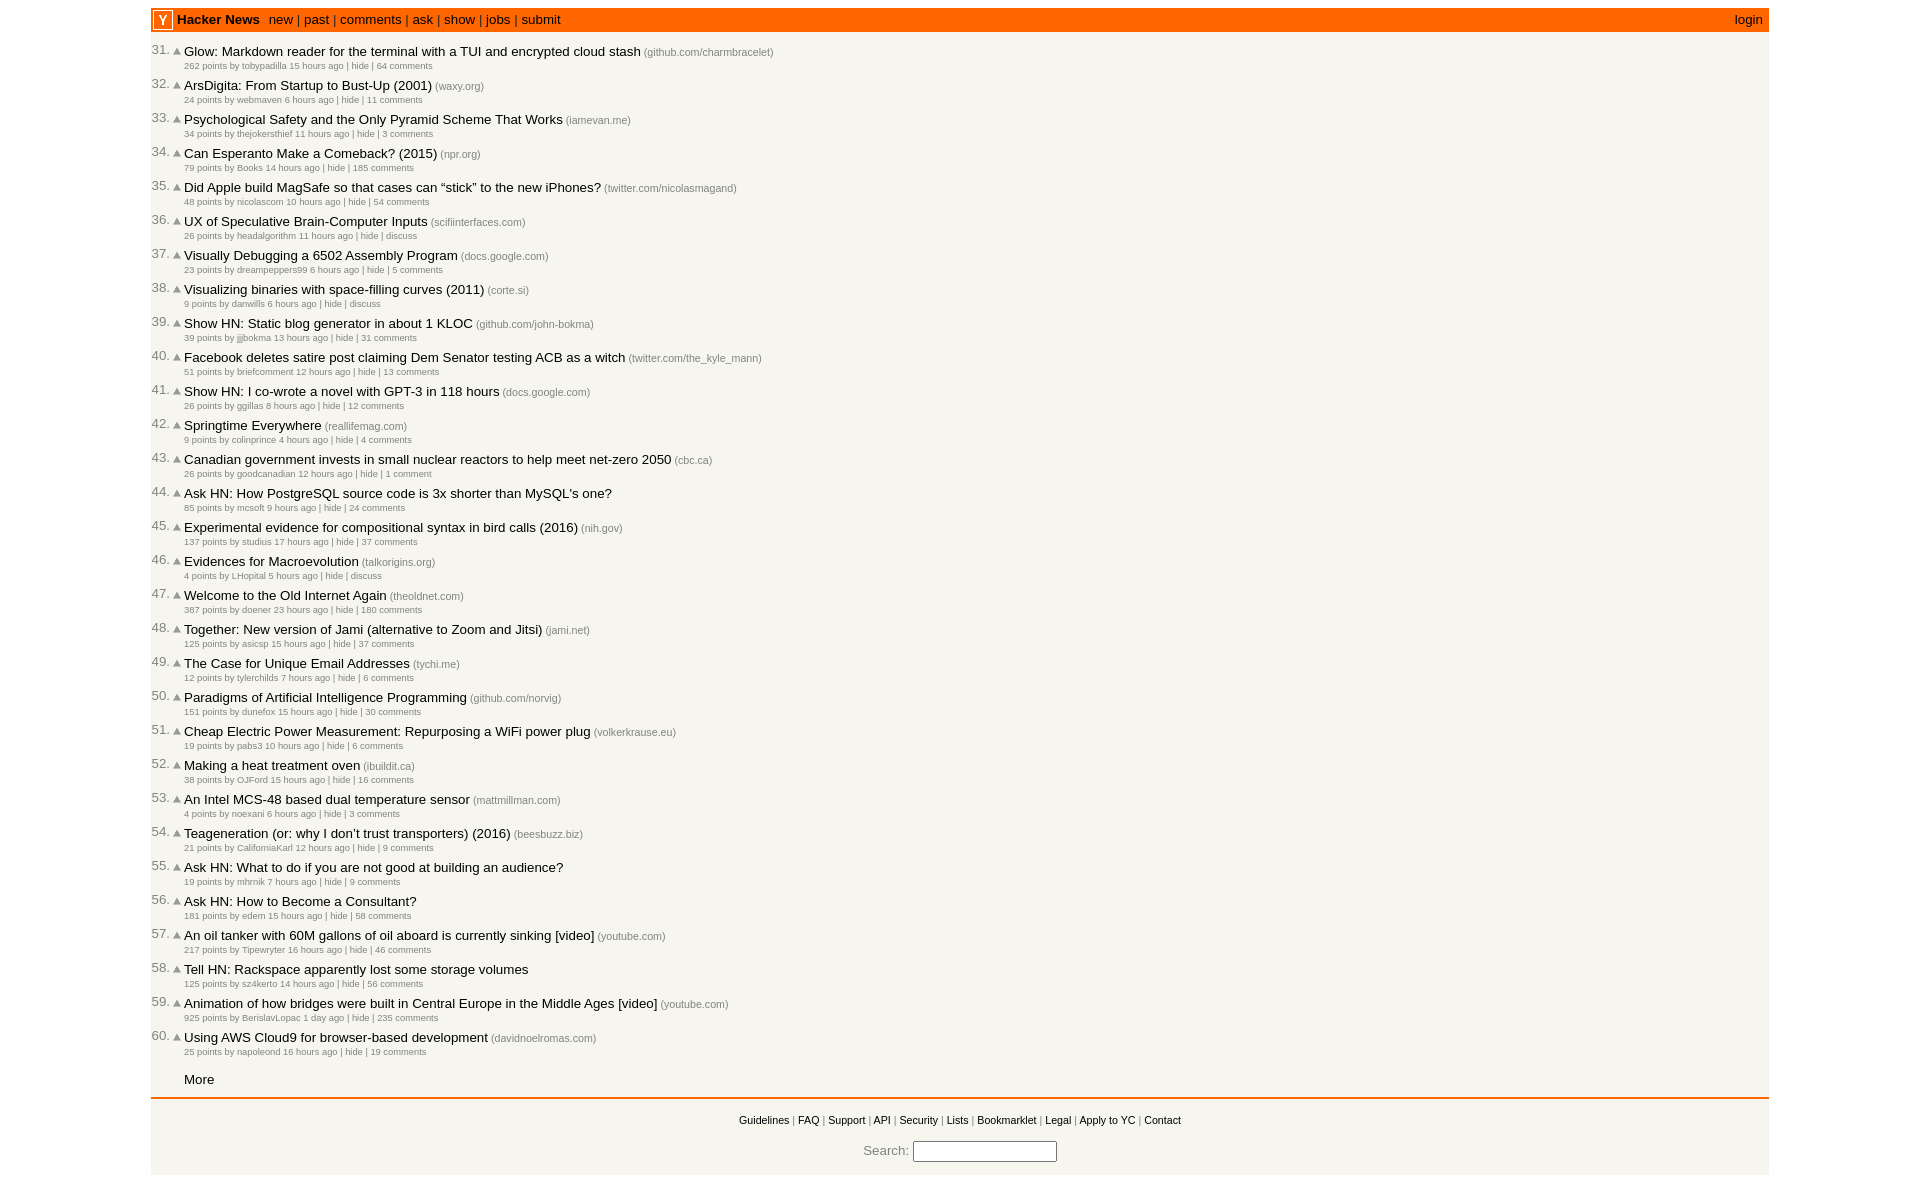 Y Hacker News new | past | comments | ask | show | jobs | submit login
31. Glow: Markdown reader for the terminal with a TUI and encrypted cloud stash (github.com/charmbracelet)
262 points by tobypadilla 15 hours ago | hide | 64 comments
32. ArsDigita: From Startup to Bust-Up (2001) (waxy.org)
24 points by webmaven 6 hours ago | hide | 11 comments
33. Psychological Safety and the Only Pyramid Scheme That Works (iamevan.me)
34 points by thejokersthief 11 hours ago | hide | 3 comments
34. Can Esperanto Make a Comeback? (2015) (npr.org)
79 points by Books 14 hours ago | hide | 185 comments
35. Did Apple build MagSafe so that cases can “stick” to the new iPhones? (twitter.com/nicolasmagand)
48 points by nicolascom 10 hours ago | hide | 54 comments
36. UX of Speculative Brain-Computer Inputs (scifiinterfaces.com)
26 points by headalgorithm 11 hours ago | hide | discuss
37. Visually Debugging a 6502 Assembly Program (docs.google.com)
23 points by dreampeppers99 6 hours ago | hide | 5 comments
38. Visualizing binaries with space-filling curves (2011) (corte.si)
9 points by danwills 6 hours ago | hide | discuss
39. Show HN: Static blog generator in about 1 KLOC (github.com/john-bokma)
39 points by jjjbokma 13 hours ago | hide | 31 comments
40. Facebook deletes satire post claiming Dem Senator testing ACB as a witch (twitter.com/the_kyle_mann)
51 points by briefcomment 12 hours ago | hide | 13 comments
41. Show HN: I co-wrote a novel with GPT-3 in 118 hours (docs.google.com)
26 points by ggillas 8 hours ago | hide | 12 comments
42. Springtime Everywhere (reallifemag.com)
9 points by colinprince 4 hours ago | hide | 4 comments
43. Canadian government invests in small nuclear reactors to help meet net-zero 2050 (cbc.ca)
26 points by goodcanadian 12 hours ago | hide | 1 comment
44. Ask HN: How PostgreSQL source code is 3x shorter than MySQL's one?
85 points by mcsoft 9 hours ago | hide | 24 comments
45. Experimental evidence for compositional syntax in bird calls (2016) (nih.gov)
137 points by studius 17 hours ago | hide | 37 comments
46. Evidences for Macroevolution (talkorigins.org)
4 points by LHopital 5 hours ago | hide | discuss
47. Welcome to the Old Internet Again (theoldnet.com)
387 points by doener 23 hours ago | hide | 180 comments
48. Together: New version of Jami (alternative to Zoom and Jitsi) (jami.net)
125 points by asicsp 15 hours ago | hide | 37 comments
49. The Case for Unique Email Addresses (tychi.me)
12 points by tylerchilds 7 hours ago | hide | 6 comments
50. Paradigms of Artificial Intelligence Programming (github.com/norvig)
151 points by dunefox 15 hours ago | hide | 30 comments
51. Cheap Electric Power Measurement: Repurposing a WiFi power plug (volkerkrause.eu)
19 points by pabs3 10 hours ago | hide | 6 comments
52. Making a heat treatment oven (ibuildit.ca)
38 points by OJFord 15 hours ago | hide | 16 comments
53. An Intel MCS-48 based dual temperature sensor (mattmillman.com)
4 points by noexani 6 hours ago | hide | 3 comments
54. Teageneration (or: why I don’t trust transporters) (2016) (beesbuzz.biz)
21 points by CaliforniaKarl 12 hours ago | hide | 9 comments
55. Ask HN: What to do if you are not good at building an audience?
19 points by mhrnik 7 hours ago | hide | 9 comments
56. Ask HN: How to Become a Consultant?
181 points by edem 15 hours ago | hide | 58 comments
57. An oil tanker with 60M gallons of oil aboard is currently sinking [video] (youtube.com)
217 points by Tipewryter 16 hours ago | hide | 46 comments
58. Tell HN: Rackspace apparently lost some storage volumes
125 points by sz4kerto 14 hours ago | hide | 56 comments
59. Animation of how bridges were built in Central Europe in the Middle Ages [video] (youtube.com)
925 points by BerislavLopac 1 day ago | hide | 235 comments
60. Using AWS Cloud9 for browser-based development (davidnoelromas.com)
25 points by napoleond 16 hours ago | hide | 19 comments
More
Guidelines | FAQ | Support | API | Security | Lists | Bookmarklet | Legal | Apply to YC | Contact
Search: